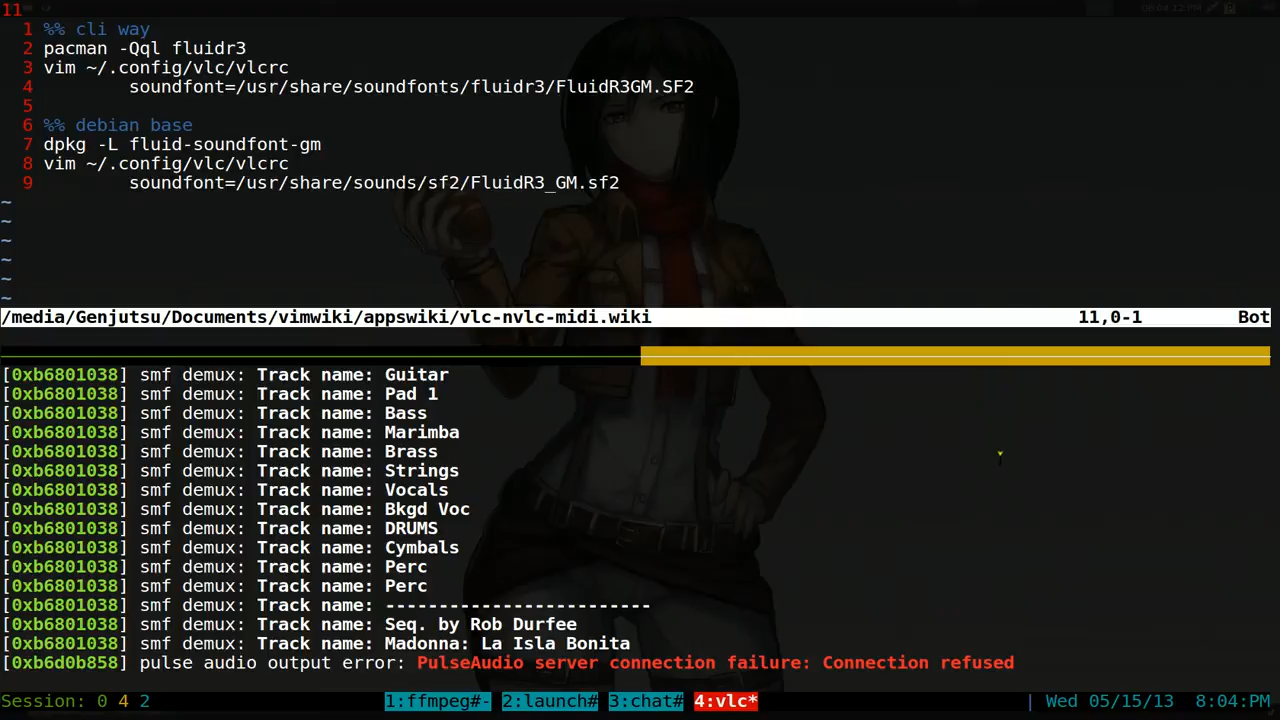 11
1 %% cli way
2 pacman -Qql fluidr3
3 vim ~/.config/vlc/vlcrc
4         soundfont=/usr/share/soundfonts/fluidr3/FluidR3GM.SF2
5
6 %% debian base
7 dpkg -L fluid-soundfont-gm
8 vim ~/.config/vlc/vlcrc
9         soundfont=/usr/share/sounds/sf2/FluidR3_GM.sf2
~
~
~
~
~
~
/media/Genjutsu/Documents/vimwiki/appswiki/vlc-nvlc-midi.wiki 11,0-1 Bot
[0xb6801038] smf demux: Track name: Guitar
[0xb6801038] smf demux: Track name: Pad 1
[0xb6801038] smf demux: Track name: Bass
[0xb6801038] smf demux: Track name: Marimba
[0xb6801038] smf demux: Track name: Brass
[0xb6801038] smf demux: Track name: Strings
[0xb6801038] smf demux: Track name: Vocals
[0xb6801038] smf demux: Track name: Bkgd Voc
[0xb6801038] smf demux: Track name: DRUMS
[0xb6801038] smf demux: Track name: Cymbals
[0xb6801038] smf demux: Track name: Perc
[0xb6801038] smf demux: Track name: Perc
[0xb6801038] smf demux: Track name: -------------------------
[0xb6801038] smf demux: Track name: Seq. by Rob Durfee
[0xb6801038] smf demux: Track name: Madonna: La Isla Bonita
[0xb6d0b858] pulse audio output error: PulseAudio server connection failure: Connection refused
Session: 0 4 2 1:ffmpeg#- 2:launch# 3:chat# 4:vlc* | Wed 05/15/13 8:04:PM